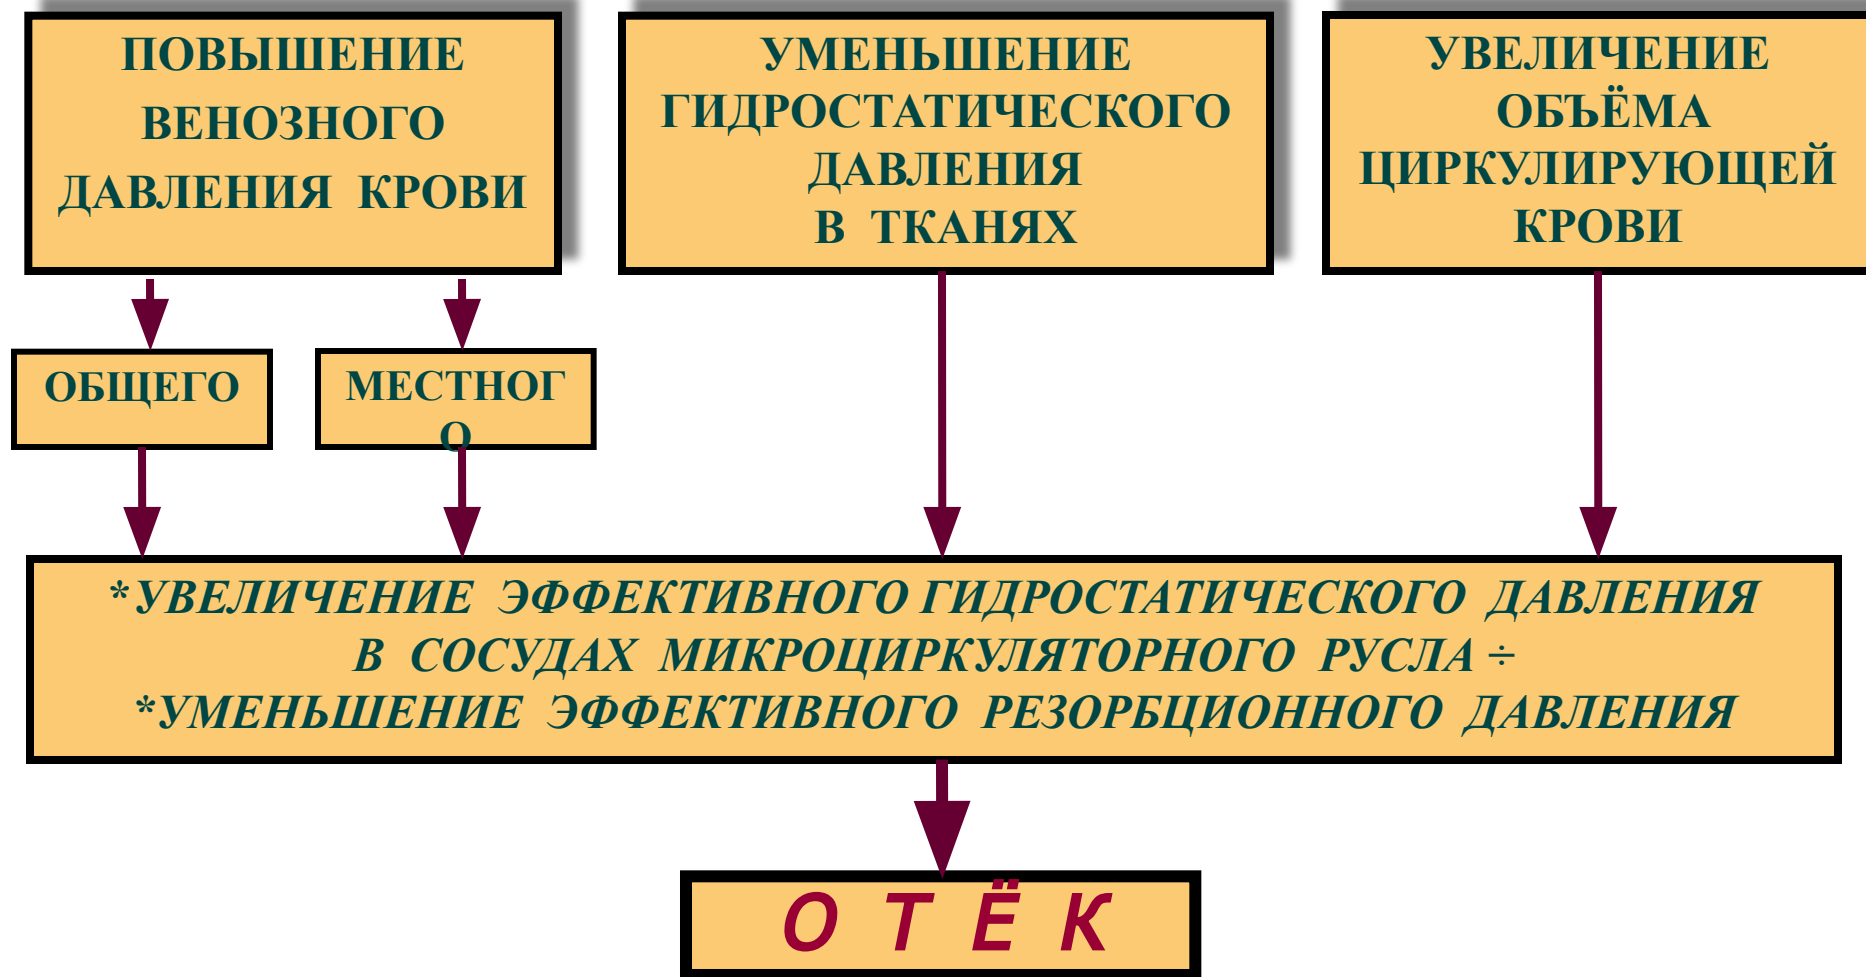 ПОВЫШЕНИЕ
ВЕНОЗНОГО
ДАВЛЕНИЯ КРОВИ
УМЕНЬШЕНИЕ
ГИДРОСТАТИЧЕСКОГО
ДАВЛЕНИЯ
В ТКАНЯХ
УВЕЛИЧЕНИЕ
ОБЪЁМА
ЦИРКУЛИРУЮЩЕЙ
КРОВИ
ОБЩЕГО
МЕСТНОГ
О
*УВЕЛИЧЕНИЕ ЭФФЕКТИВНОГО ГИДРОСТАТИЧЕСКОГО ДАВЛЕНИЯ
В СОСУДАХ МИКРОЦИРКУЛЯТОРНОГО РУСЛА ÷
*УМЕНЬШЕНИЕ ЭФФЕКТИВНОГО РЕЗОРБЦИОННОГО ДАВЛЕНИЯ
О Т Ё К